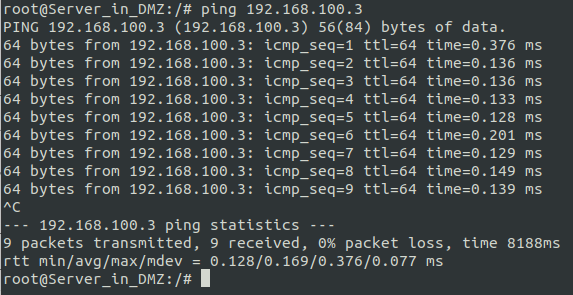 root@Server_in_DMZ:/# ping 192.168.100.3
PING 192.168.100.3 (192.168.100.3) 56(84) bytes of data.
64 bytes from 192.168.100.3: icmp_seq=1 ttl=64 time=0.376 ms
64 bytes from 192.168.100.3: icmp_seq=2 ttl=64 time=0.136 ms
64 bytes from 192.168.100.3: icmp_seq=3 ttl=64 time=0.136 ms
64 bytes from 192.168.100.3: icmp_seq=4 ttl=64 time=0.133 ms
64 bytes from 192.168.100.3: icmp_seq=5 ttl=64 time=0.128 ms
64 bytes from 192.168.100.3: icmp_seq=6 ttl=64 time=0.201 ms
64 bytes from 192.168.100.3: icmp_seq=7 ttl=64 time=0.129 ms
64 bytes from 192.168.100.3: icmp_seq=8 ttl=64 time=0.149 ms
64 bytes from 192.168.100.3: icmp_seq=9 ttl=64 time=0.139 ms
^C
--- 192.168.100.3 ping statistics ---
9 packets transmitted, 9 received, 0% packet loss, time 8188ms
rtt min/avg/max/mdev = 0.128/0.169/0.376/0.077 ms
root@Server_in_DMZ:/#